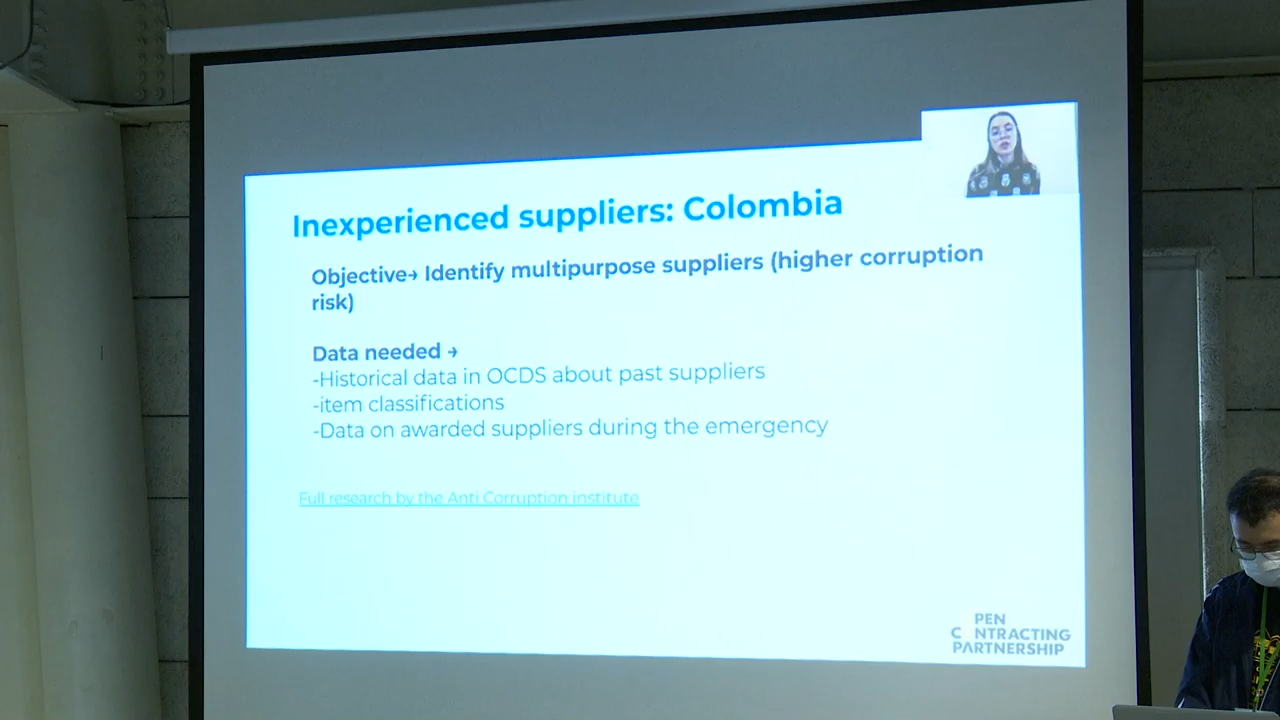 Inexperienced suppliers: Colombia
Objective→ Identify multipurpose suppliers (higher corruption
risk)
Data needed →
-Historical data in OCDS about past suppliers
-item classifications
-Data on awarded suppliers during the emergency
Full research by the Anti Corruption institute
PEN
C NTRACTING
PARTNERSHIP